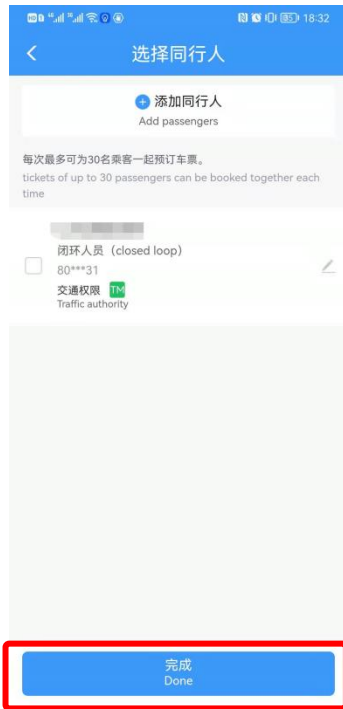 18:32
选择同行人
添加同行人
Add passengers
每次最多可为30名乘客一起预订车票。
tickets of up to 30 passengers can be booked together each
time
闭环人员（closed loop）
80***31
交通权限 TM
Traffic authority
完成
Done